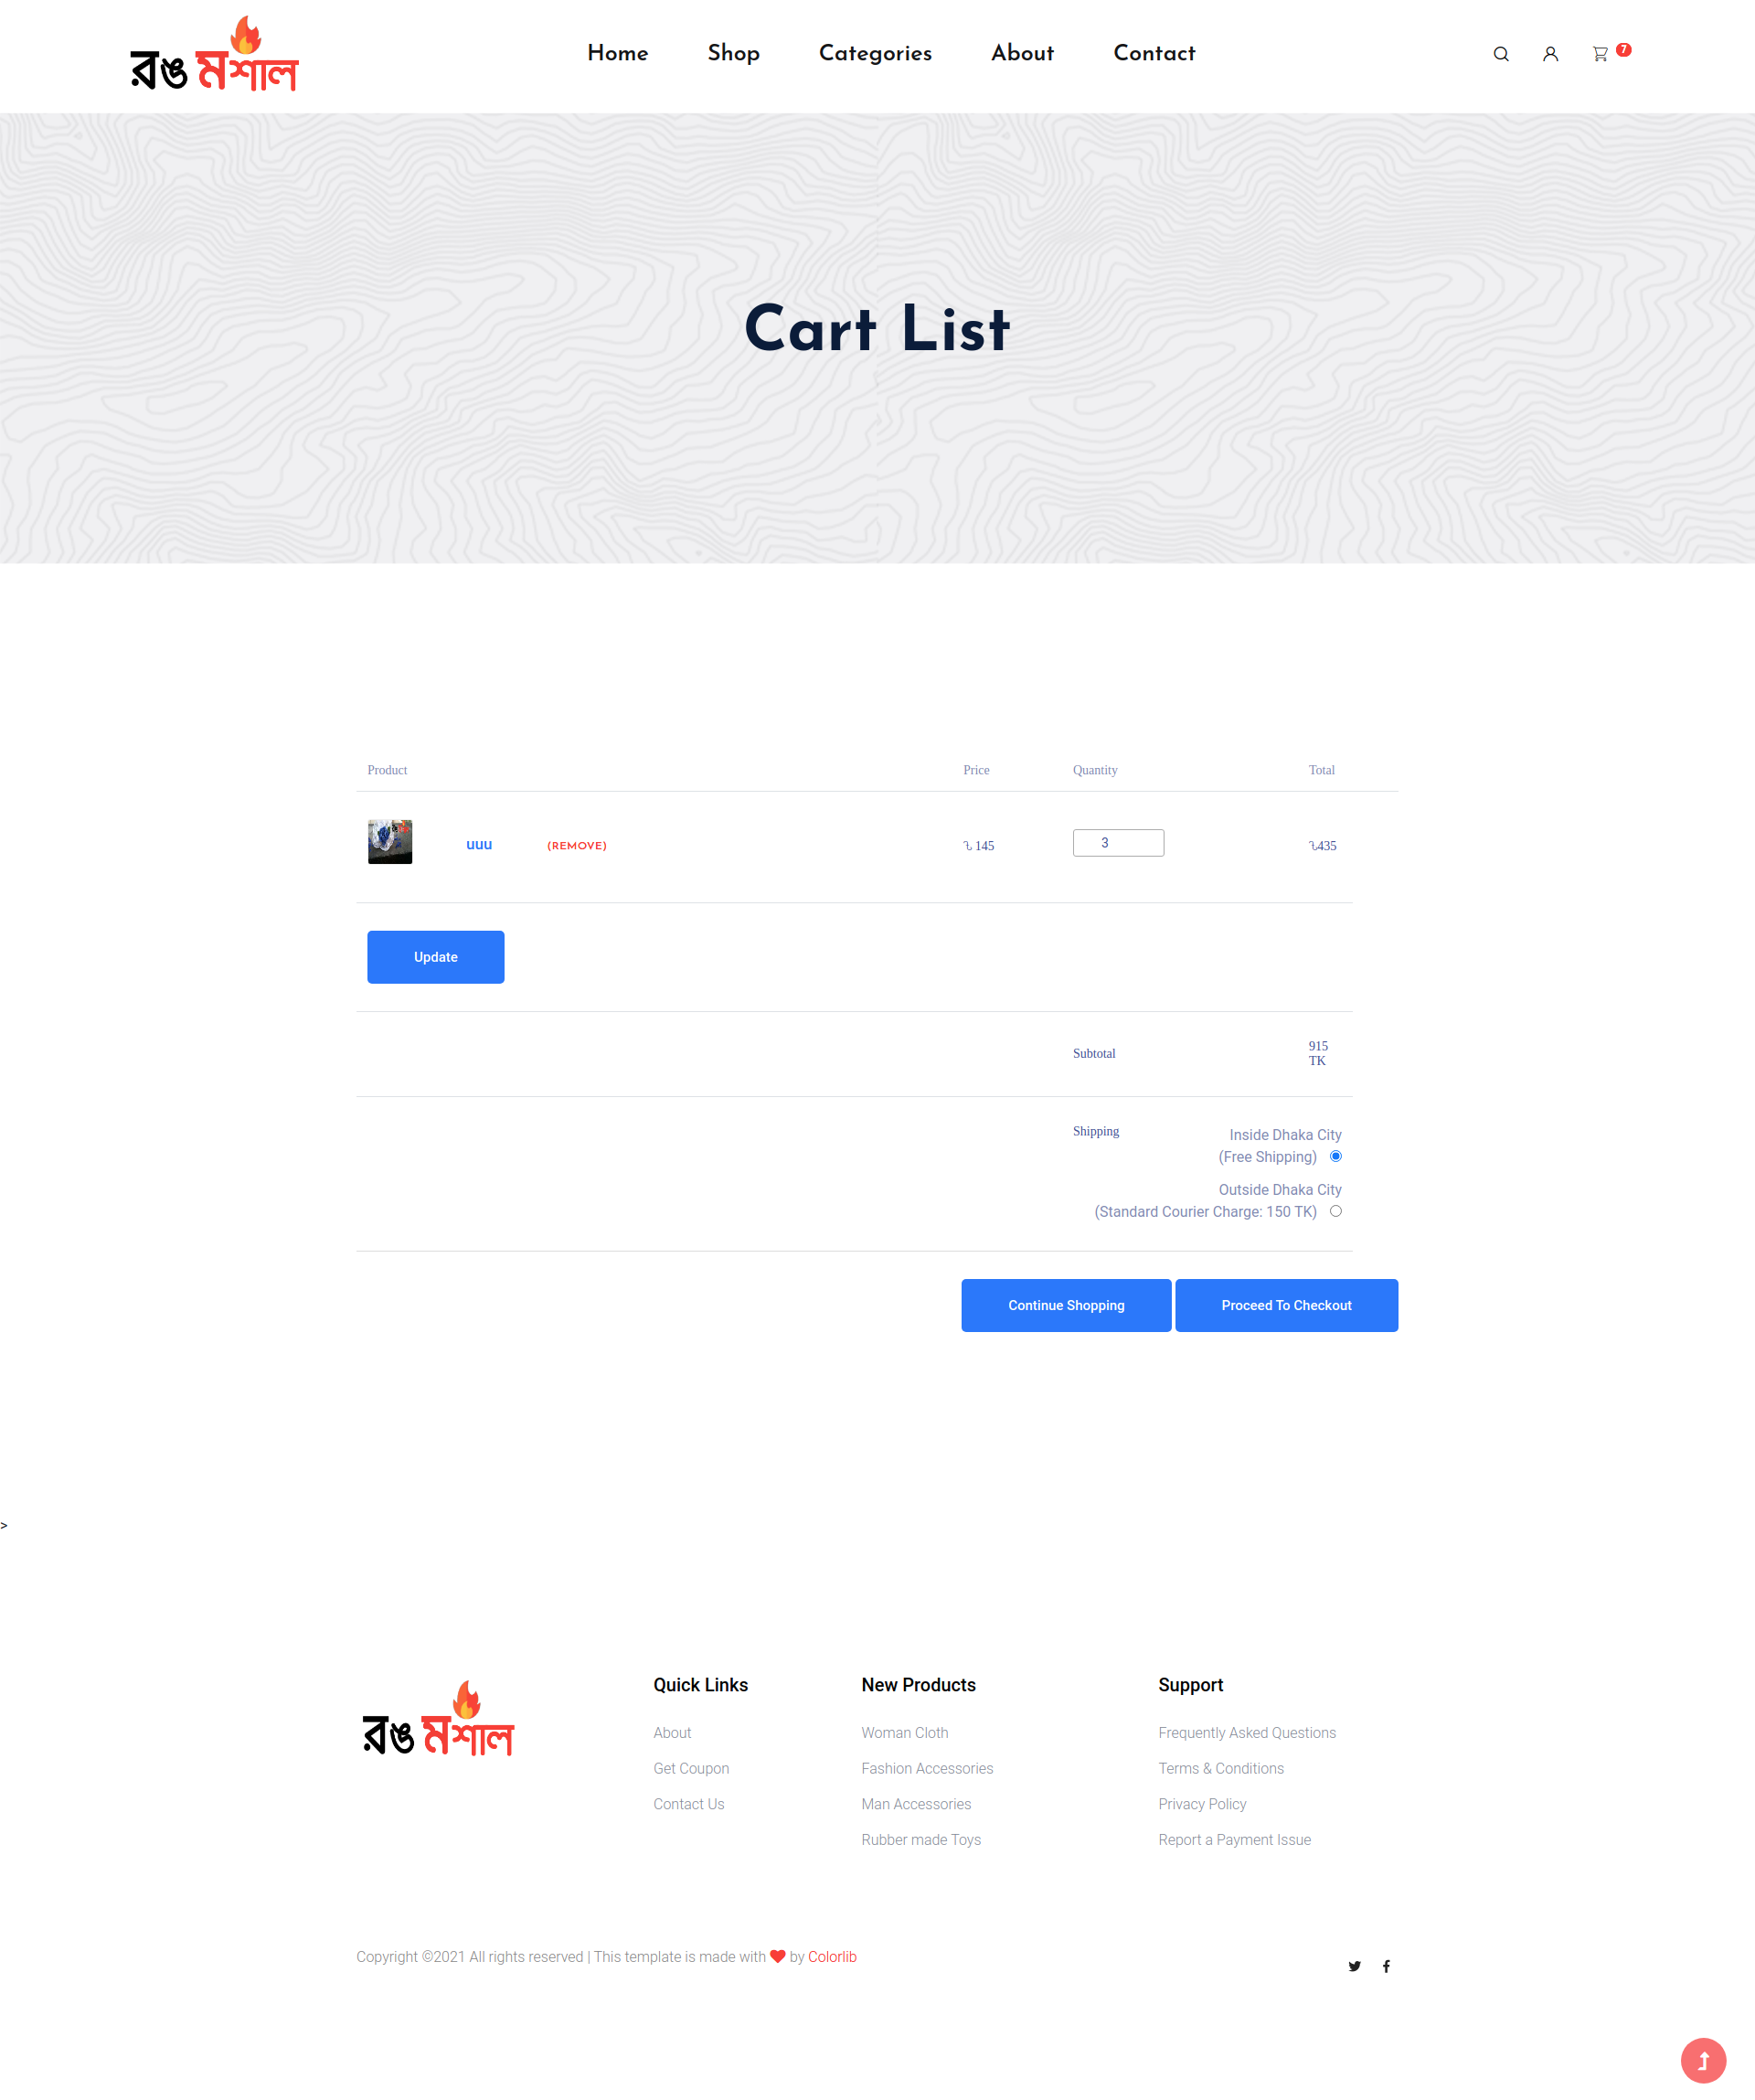 রঙ মশাল
Home Shop Categories About Contact
7
Cart List
Product Price Quantity Total
uuu (REMOVE) ৳ 145 3 ৳435
Update
Subtotal 915 TK
Shipping
Inside Dhaka City
(Free Shipping)
Outside Dhaka City
(Standard Courier Charge: 150 TK)
Continue Shopping Proceed To Checkout
>
রঙ মশাল
Quick Links
About
Get Coupon
Contact Us
New Products
Woman Cloth
Fashion Accessories
Man Accessories
Rubber made Toys
Support
Frequently Asked Questions
Terms & Conditions
Privacy Policy
Report a Payment Issue
Copyright ©2021 All rights reserved | This template is made with ❤ by Colorlib